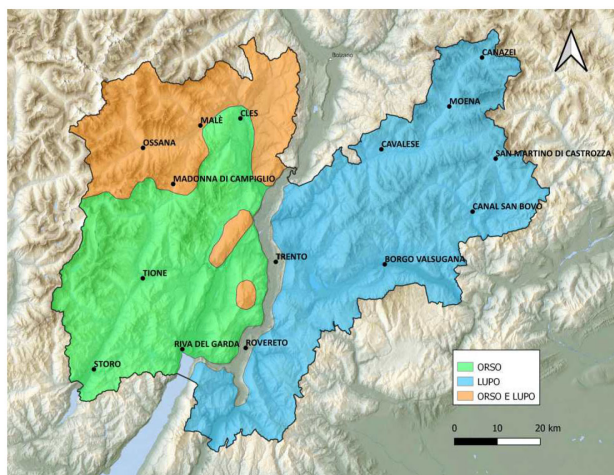 Bolzano
CANAZEI
MOENA
CLES
MALÈ
OSSANA
CAVALESE
SAN MARTINO DI CASTROZZA
MADONNA DI CAMPIGLIO
CANAL SAN BOVO
TRENTO
BORGO VALSUGANA
TIONE
RIVA DEL GARDA
ROVERETO
STORO
ORSO
LUPO
ORSO E LUPO
0 10 20 km